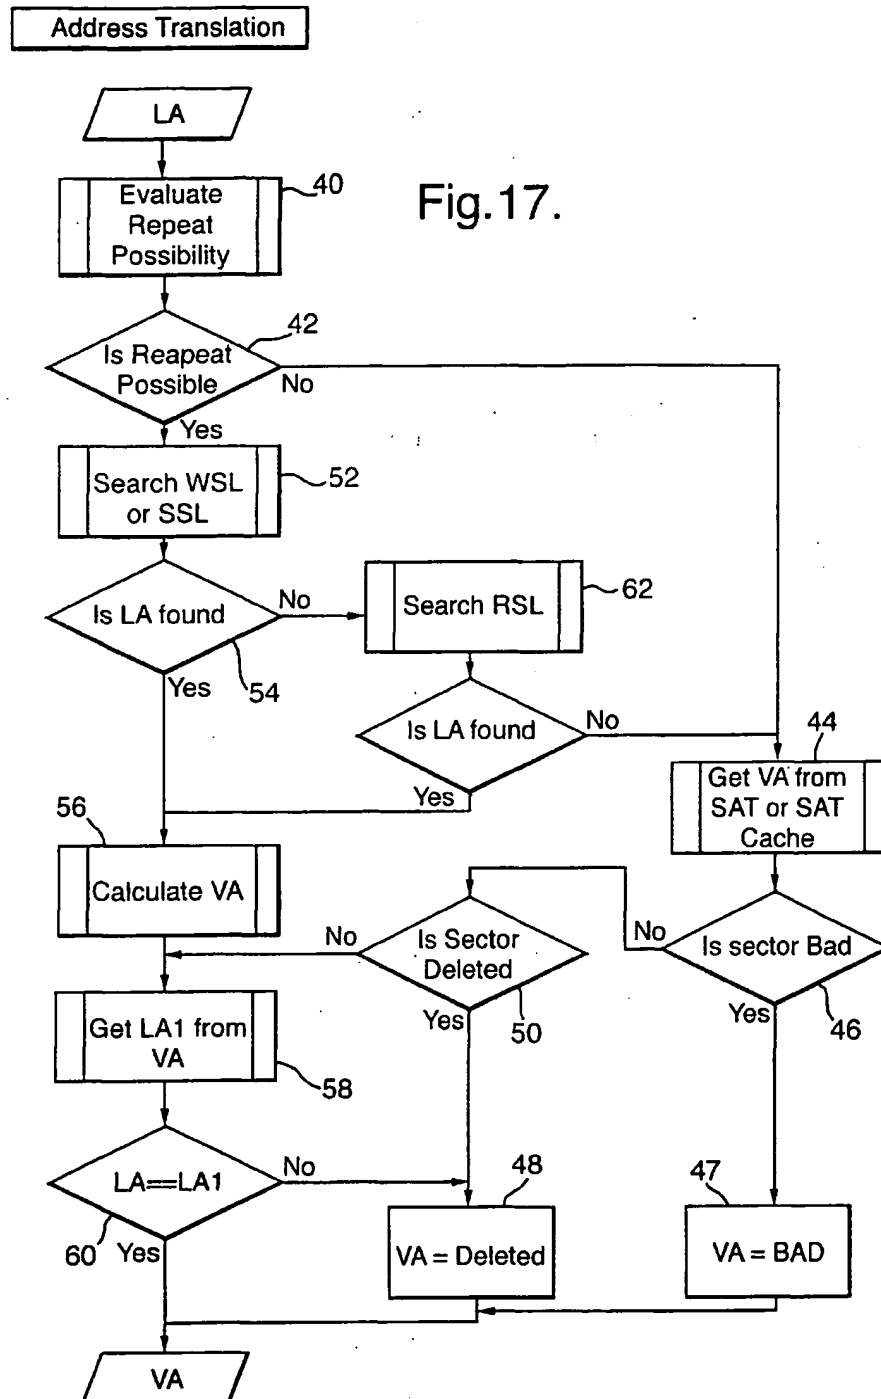 Address Translation
LA
Evaluate
Repeat
Possibility
40
Fig.17.
42
Is Reapeat
Possible
No
Yes
Search WSL
or SSL
52
Is LA found
No
54
Yes
Search RSL
62
Is LA found
No
Yes
44
Get VA from
SAT or SAT
Cache
56
Calculate VA
No
Is Sector
Deleted
Yes
50
No
Is sector Bad
Yes
46
Get LA1 from
VA
58
LA==LA1
No
60
Yes
48
VA = Deleted
47
VA = BAD
VA